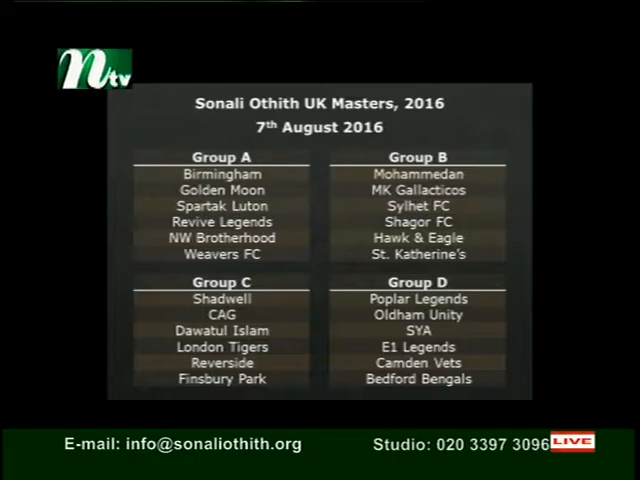 ntv
Sonali Othith UK Masters, 2016
7th August 2016
Group A
Birmingham
Golden Moon
Spartak Luton
Revive Legends
NW Brotherhood
Weavers FC
Group B
Mohammedan
MK Gallacticos
Sylhet FC
Shagor FC
Hawk & Eagle
St. Katherine's
Group C
Shadwell
CAG
Dawatul Islam
London Tigers
Reverside
Finsbury Park
Group D
Poplar Legends
Oldham Unity
SYA
E1 Legends
Camden Vets
Bedford Bengals
E-mail: info@sonaliothith.org
Studio: 020 3397 3096
LIVE